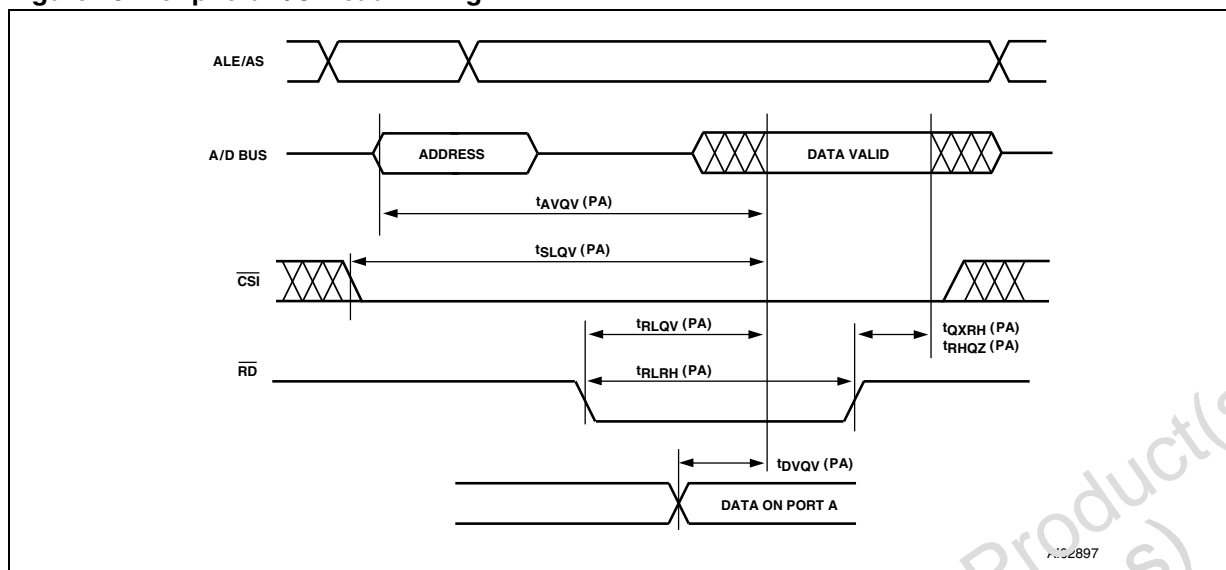 ALE/AS
A/D BUS
ADDRESS
DATA VALID
tAVQV (PA)
tSLQV (PA)
CSI
tRLQV (PA)
tQXRH (PA)
tRHQZ (PA)
tRLRH (PA)
RD
tDVQV (PA)
DATA ON PORT A